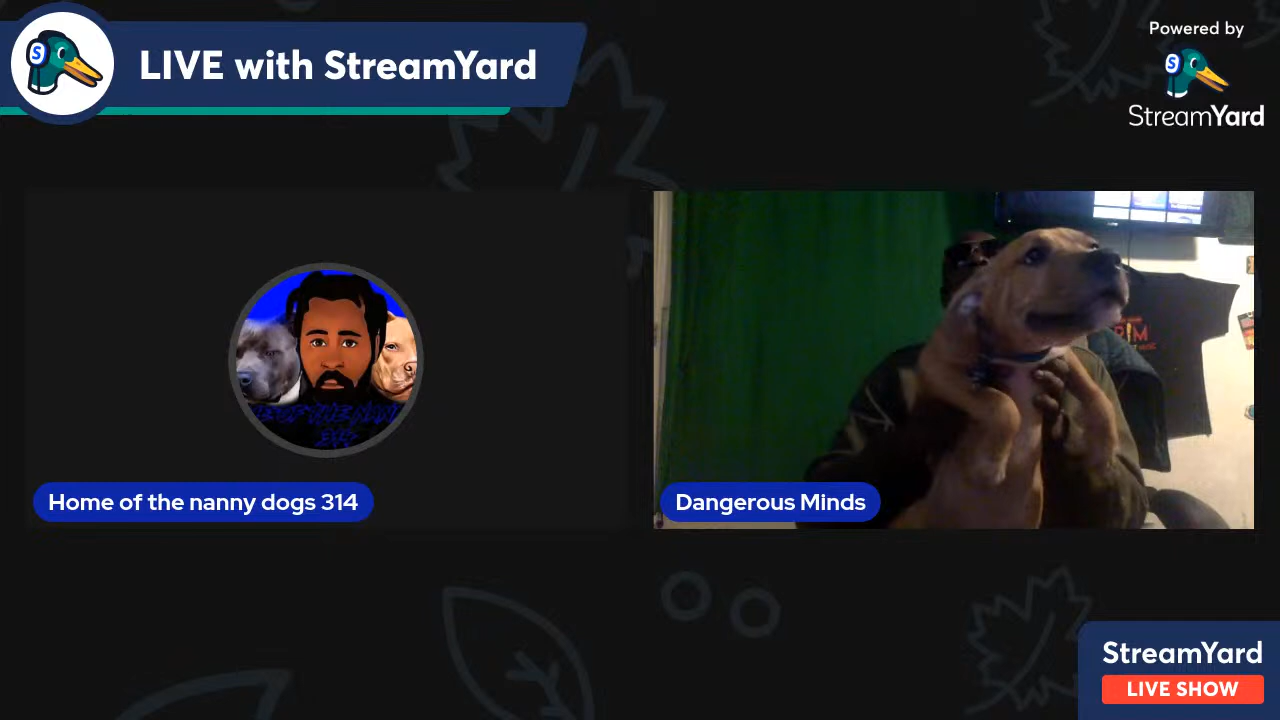 LIVE with StreamYard
Powered by
StreamYard
Home of the nanny dogs 314
Dangerous Minds
StreamYard
LIVE SHOW